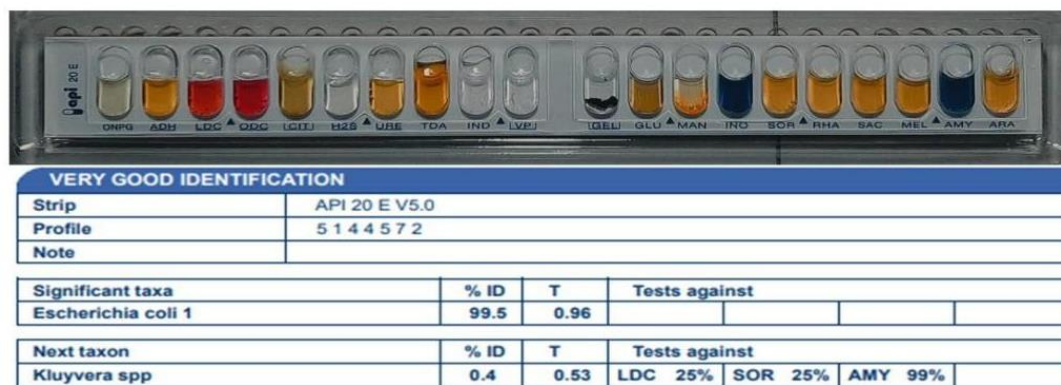 api 20 E
ONPG ADH LDC ODC |CIT| H2S URE TDA IND |VP| |GEL| GLU MAN INO SOR RHA SAC MEL AMY ARA
VERY GOOD IDENTIFICATION
Strip API 20 E V5.0
Profile 5 1 4 4 5 7 2
Note
Significant taxa % ID T Tests against
Escherichia coli 1 99.5 0.96
Next taxon % ID T Tests against
Kluyvera spp 0.4 0.53 LDC 25% SOR 25% AMY 99%